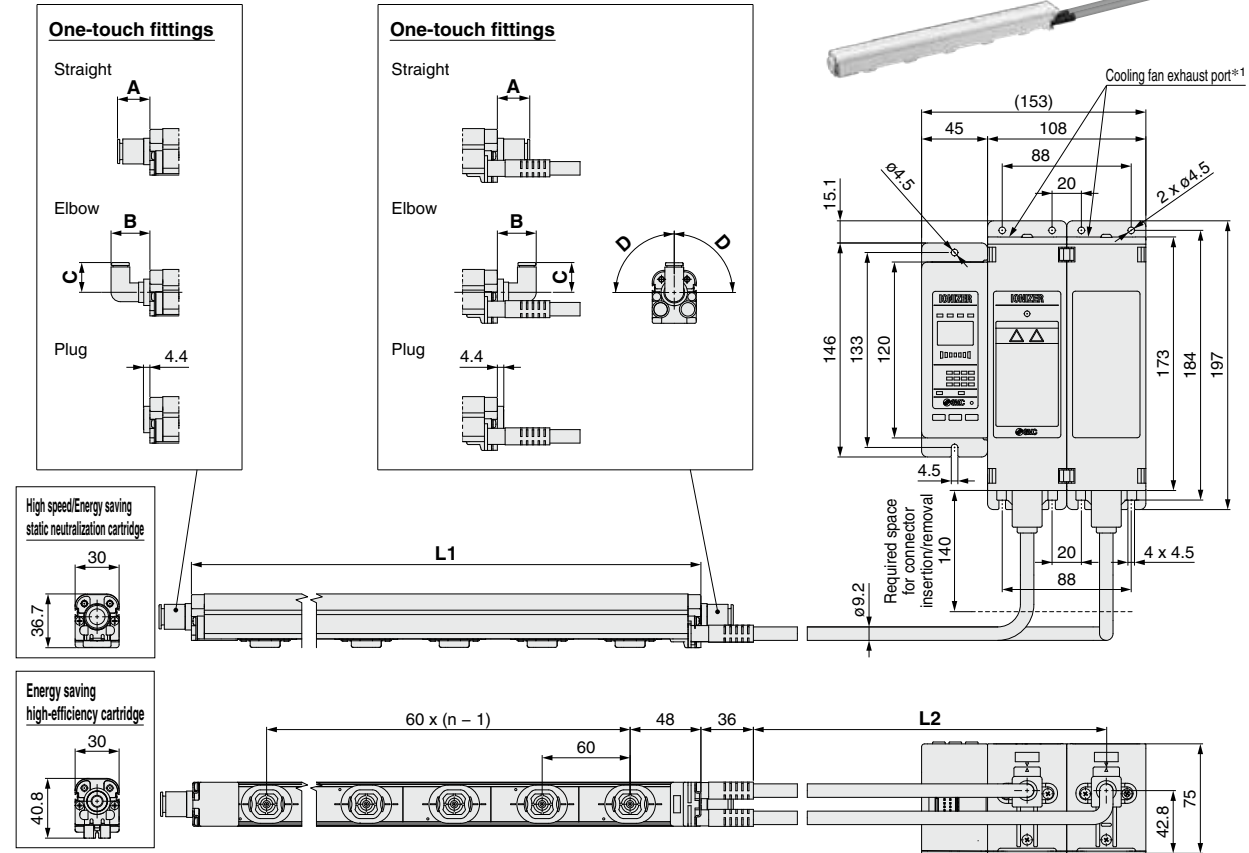 One-touch fittings
Straight
A
Elbow
B
C
Plug
4.4
One-touch fittings
Straight
A
Elbow
B
C
D
D
Plug
4.4
Cooling fan exhaust port*1
(153)
45
108
88
20
ø4.5
2 x ø4.5
15.1
146
133
120
173
184
197
IONIZER
IONIZER
SMC
SMC
4.5
Required space
for connector
insertion/removal
140
20
4 x 4.5
88
ø9.2
High speed/Energy saving
static neutralization cartridge
30
36.7
L1
Energy saving
high-efficiency cartridge
30
40.8
60 x (n – 1)
48
36
L2
60
42.8
75